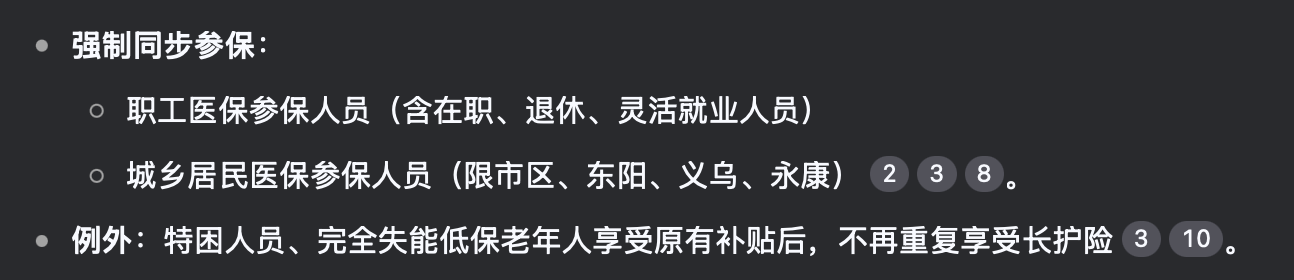 • 强制同步参保：
○ 职工医保参保人员（含在职、退休、灵活就业人员）
○ 城乡居民医保参保人员（限市区、东阳、义乌、永康） 2 3 8 。
• 例外：特困人员、完全失能低保老年人享受原有补贴后，不再重复享受长护险 3 10 。